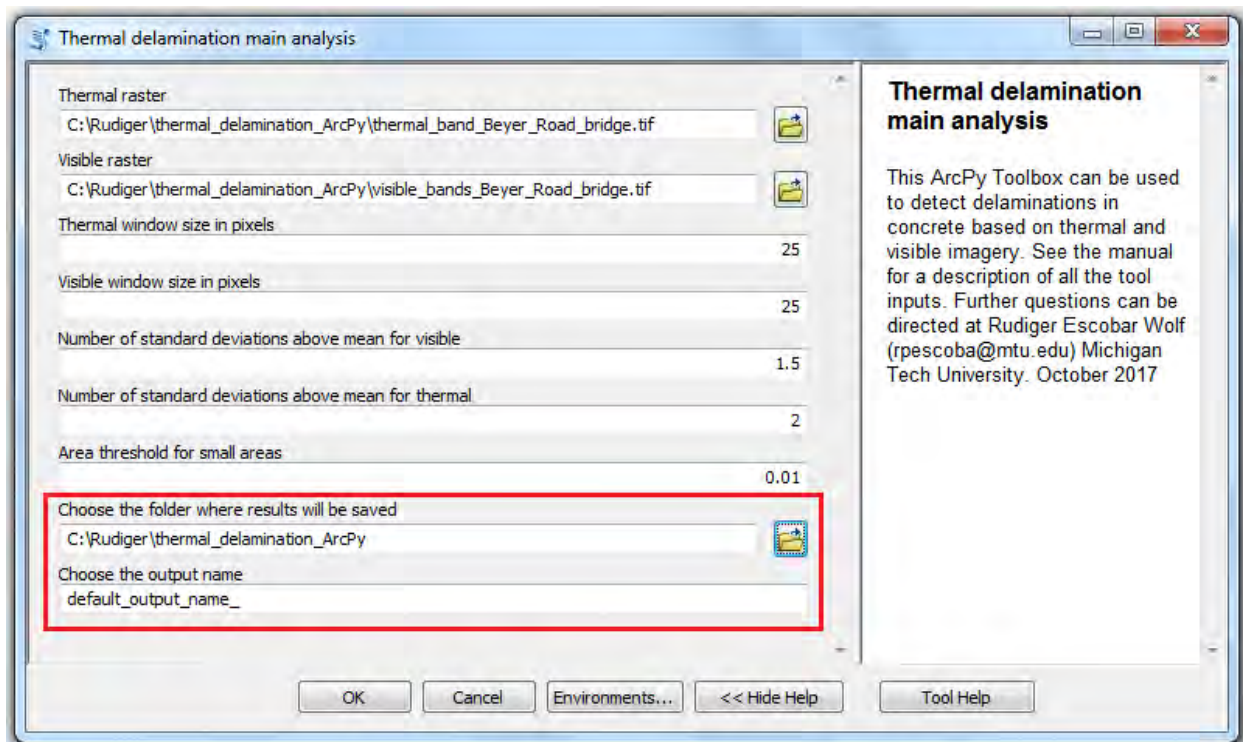 Thermal delamination main analysis
Thermal raster
C:\Rudiger\thermal_delamination_ArcPy\thermal_band_Beyer_Road_bridge.tif
Visible raster
C:\Rudiger\thermal_delamination_ArcPy\visible_bands_Beyer_Road_bridge.tif
Thermal window size in pixels
25
Visible window size in pixels
25
Number of standard deviations above mean for visible
1.5
Number of standard deviations above mean for thermal
2
Area threshold for small areas
0.01
Choose the folder where results will be saved
C:\Rudiger\thermal_delamination_ArcPy
Choose the output name
default_output_name_
Thermal delamination
main analysis
This ArcPy Toolbox can be used
to detect delaminations in
concrete based on thermal and
visible imagery. See the manual
for a description of all the tool
inputs. Further questions can be
directed at Rudiger Escobar Wolf
(rpescoba@mtu.edu) Michigan
Tech University. October 2017
OK
Cancel
Environments...
<< Hide Help
Tool Help